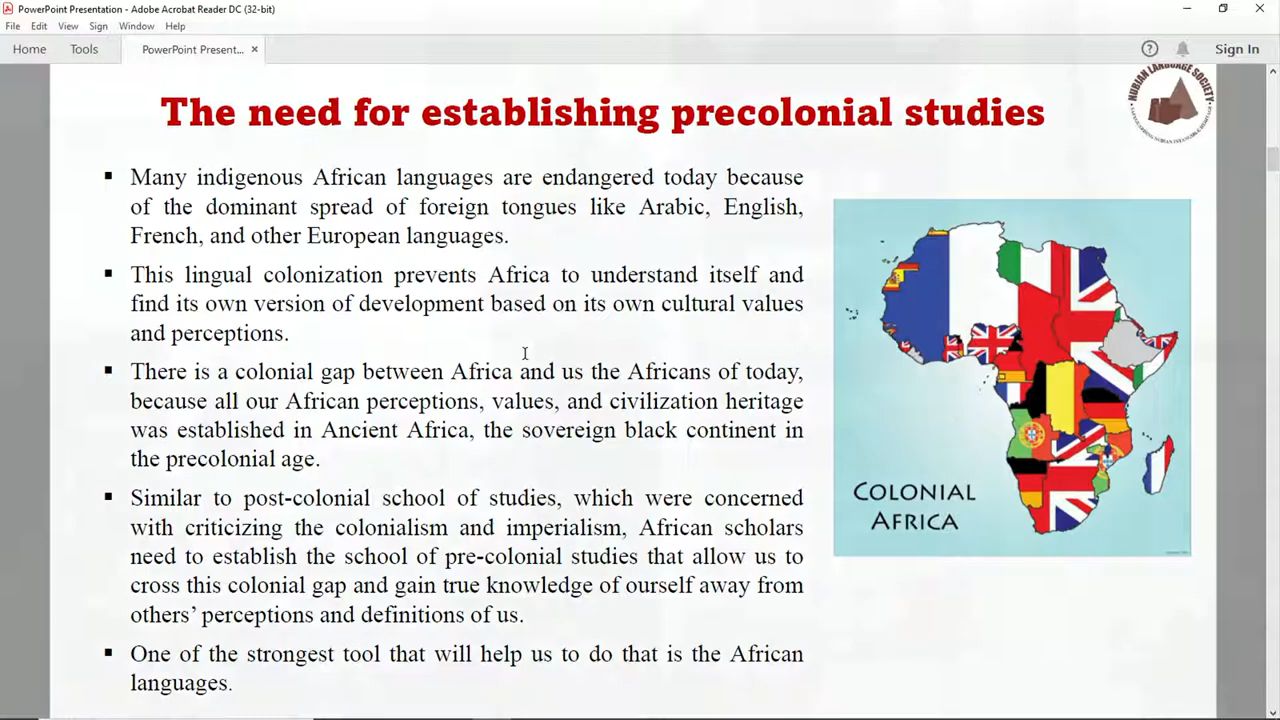 PowerPoint Presentation - Adobe Acrobat Reader DC (32-bit)
File Edit View Sign Window Help
Home Tools PowerPoint Present... × Sign In
The need for establishing precolonial studies
NUBIAN LANGUAGE SOCIETY
Many indigenous African languages are endangered today because
of the dominant spread of foreign tongues like Arabic, English,
French, and other European languages.
This lingual colonization prevents Africa to understand itself and
find its own version of development based on its own cultural values
and perceptions.
There is a colonial gap between Africa and us the Africans of today,
because all our African perceptions, values, and civilization heritage
was established in Ancient Africa, the sovereign black continent in
the precolonial age.
Similar to post-colonial school of studies, which were concerned
with criticizing the colonialism and imperialism, African scholars
need to establish the school of pre-colonial studies that allow us to
cross this colonial gap and gain true knowledge of ourself away from
others' perceptions and definitions of us.
One of the strongest tool that will help us to do that is the African
languages.
COLONIAL
AFRICA